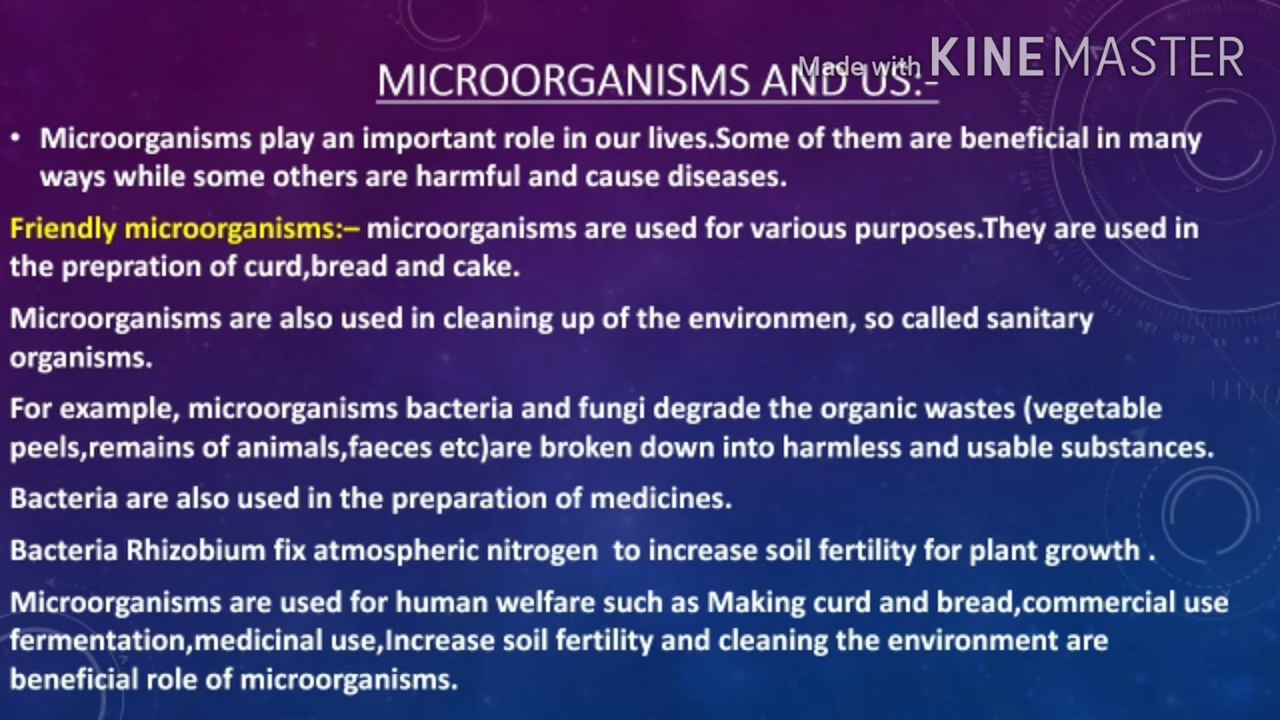 Made with KINEMASTER
MICROORGANISMS AND US:-
• Microorganisms play an important role in our lives.Some of them are beneficial in many
ways while some others are harmful and cause diseases.
Friendly microorganisms:– microorganisms are used for various purposes.They are used in
the prepration of curd,bread and cake.
Microorganisms are also used in cleaning up of the environmen, so called sanitary
organisms.
For example, microorganisms bacteria and fungi degrade the organic wastes (vegetable
peels,remains of animals,faeces etc)are broken down into harmless and usable substances.
Bacteria are also used in the preparation of medicines.
Bacteria Rhizobium fix atmospheric nitrogen  to increase soil fertility for plant growth .
Microorganisms are used for human welfare such as Making curd and bread,commercial use
fermentation,medicinal use,Increase soil fertility and cleaning the environment are
beneficial role of microorganisms.